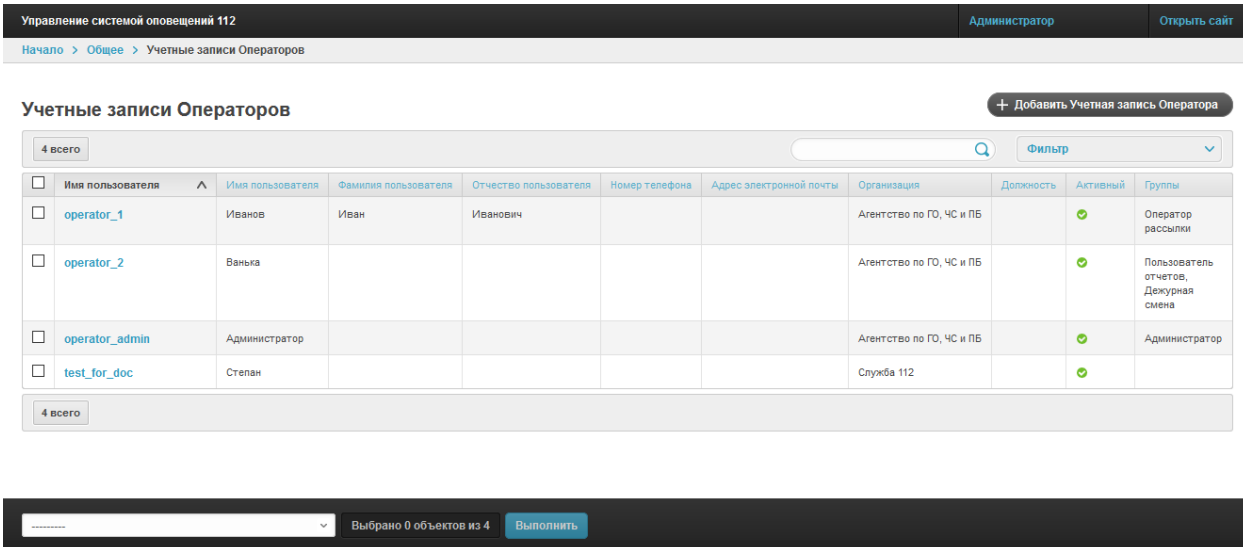 Управление системой оповещений 112 Администратор Открыть сайт
Начало > Общее > Учетные записи Операторов
Учетные записи Операторов + Добавить Учетная запись Оператора
4 всего Фильтр
Имя пользователя Имя пользователя Фамилия пользователя Отчество пользователя Номер телефона Адрес электронной почты Организация Должность Активный Группы
operator_1 Иванов Иван Иванович Агентство по ГО, ЧС и ПБ Оператор
рассылки
operator_2 Ванька Агентство по ГО, ЧС и ПБ Пользователь
отчетов,
Дежурная
смена
operator_admin Администратор Агентство по ГО, ЧС и ПБ Администратор
test_for_doc Степан Служба 112
4 всего
--------- Выбрано 0 объектов из 4 Выполнить